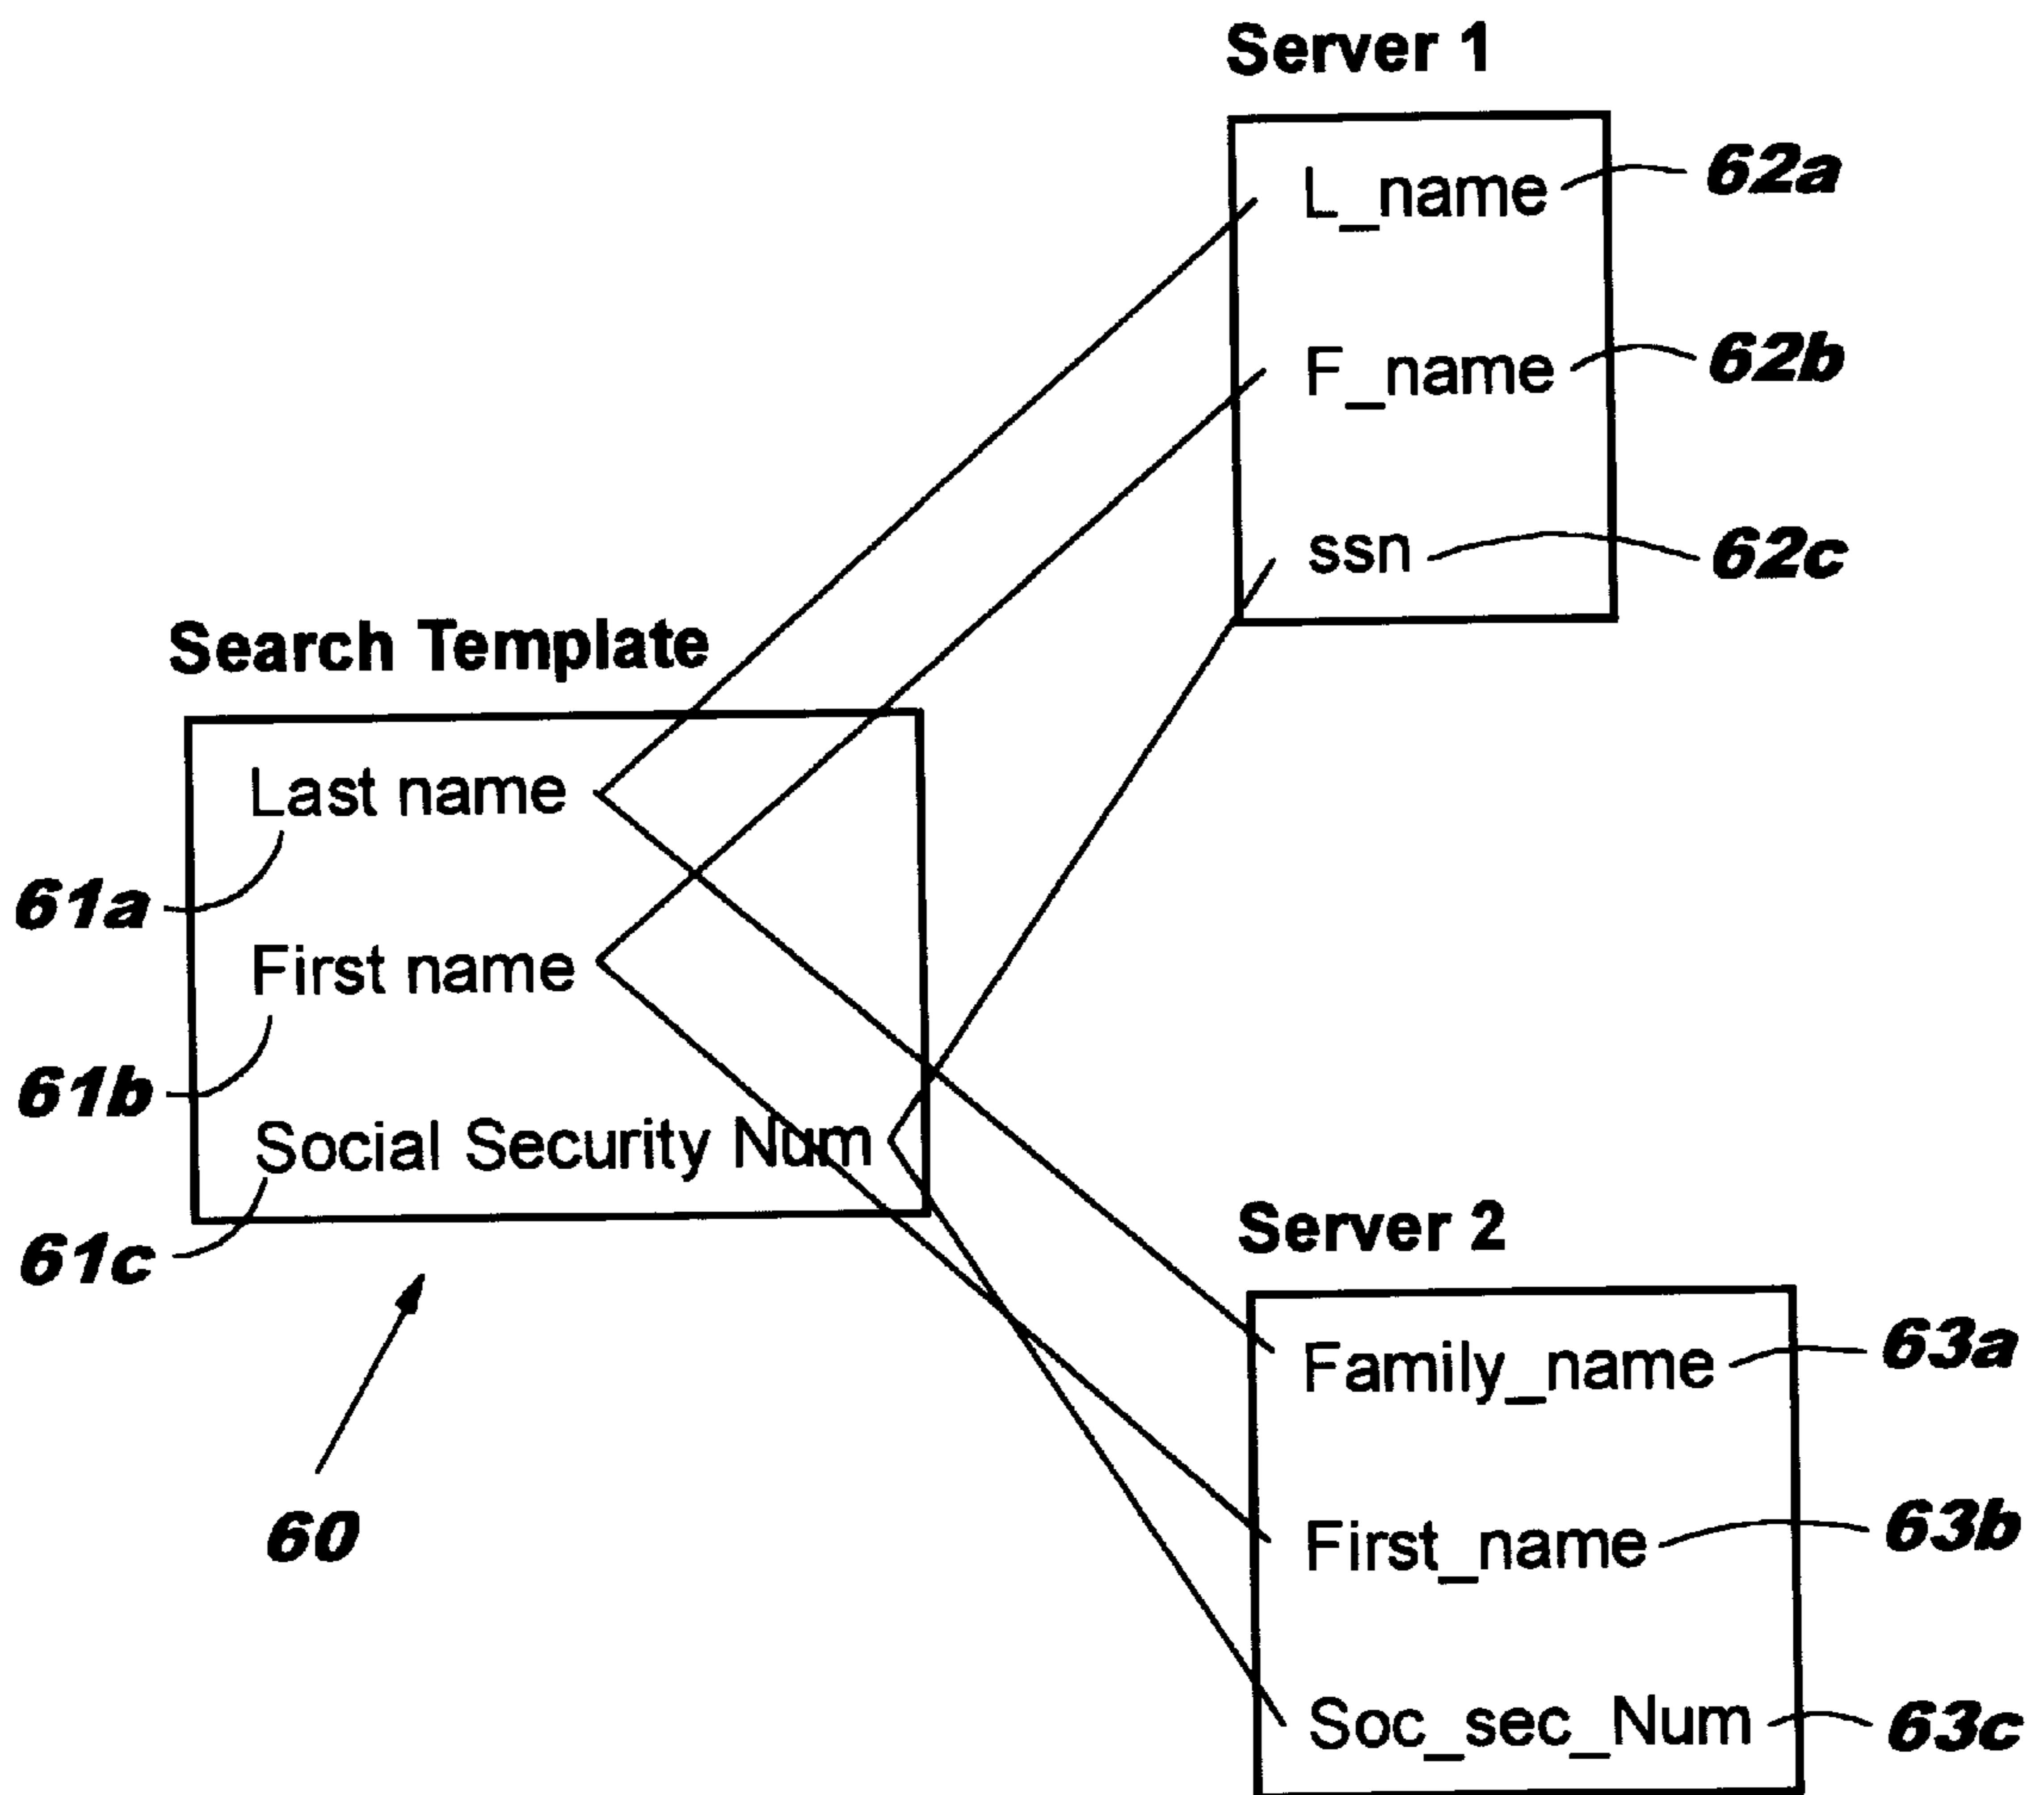 Server 1
L_name 62a
F_name 62b
ssn 62c
Search Template
Last name
61a
First name
61b
Social Security Num
61c
60
Server 2
Family_name 63a
First_name 63b
Soc_sec_Num 63c